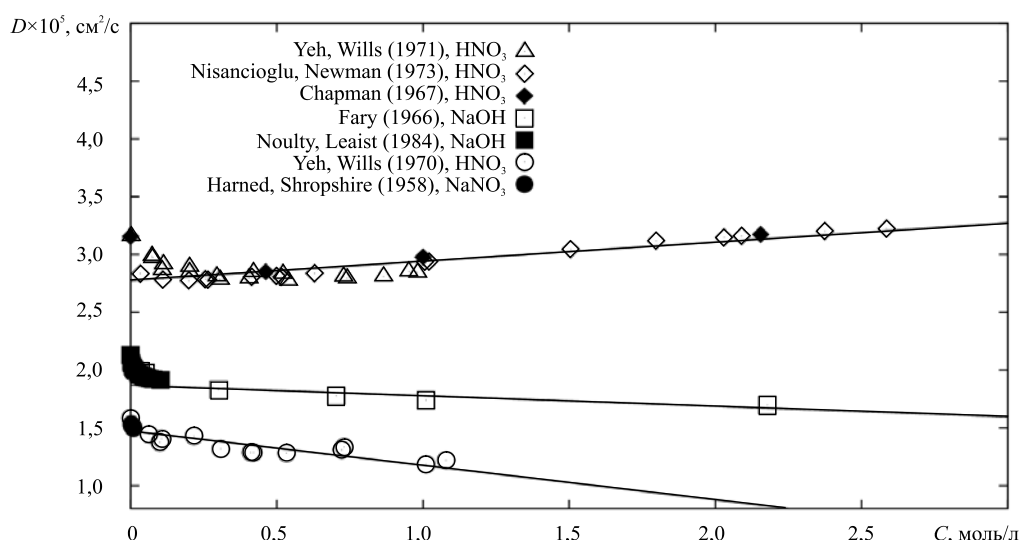 D×10⁵, см²/с
Yeh, Wills (1971), HNO₃
Nisancioglu, Newman (1973), HNO₃
Chapman (1967), HNO₃
Fary (1966), NaOH
Noulty, Leaist (1984), NaOH
Yeh, Wills (1970), HNO₃
Harned, Shropshire (1958), NaNO₃
4,5
4,0
3,5
3,0
2,5
2,0
1,5
1,0
0 0,5 1,0 1,5 2,0 2,5 C, моль/л